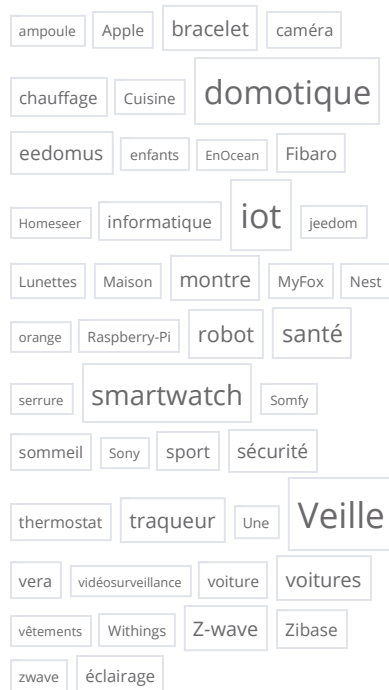 ampoule Apple bracelet caméra
chauffage Cuisine domotique
eedomus enfants EnOcean Fibaro
Homeseer informatique iot jeedom
Lunettes Maison montre MyFox Nest
orange Raspberry-Pi robot santé
serrure smartwatch Somfy
sommeil Sony sport sécurité
thermostat traqueur Une Veille
vera vidéosurveillance voiture voitures
vêtements Withings Z-wave Zibase
zwave éclairage